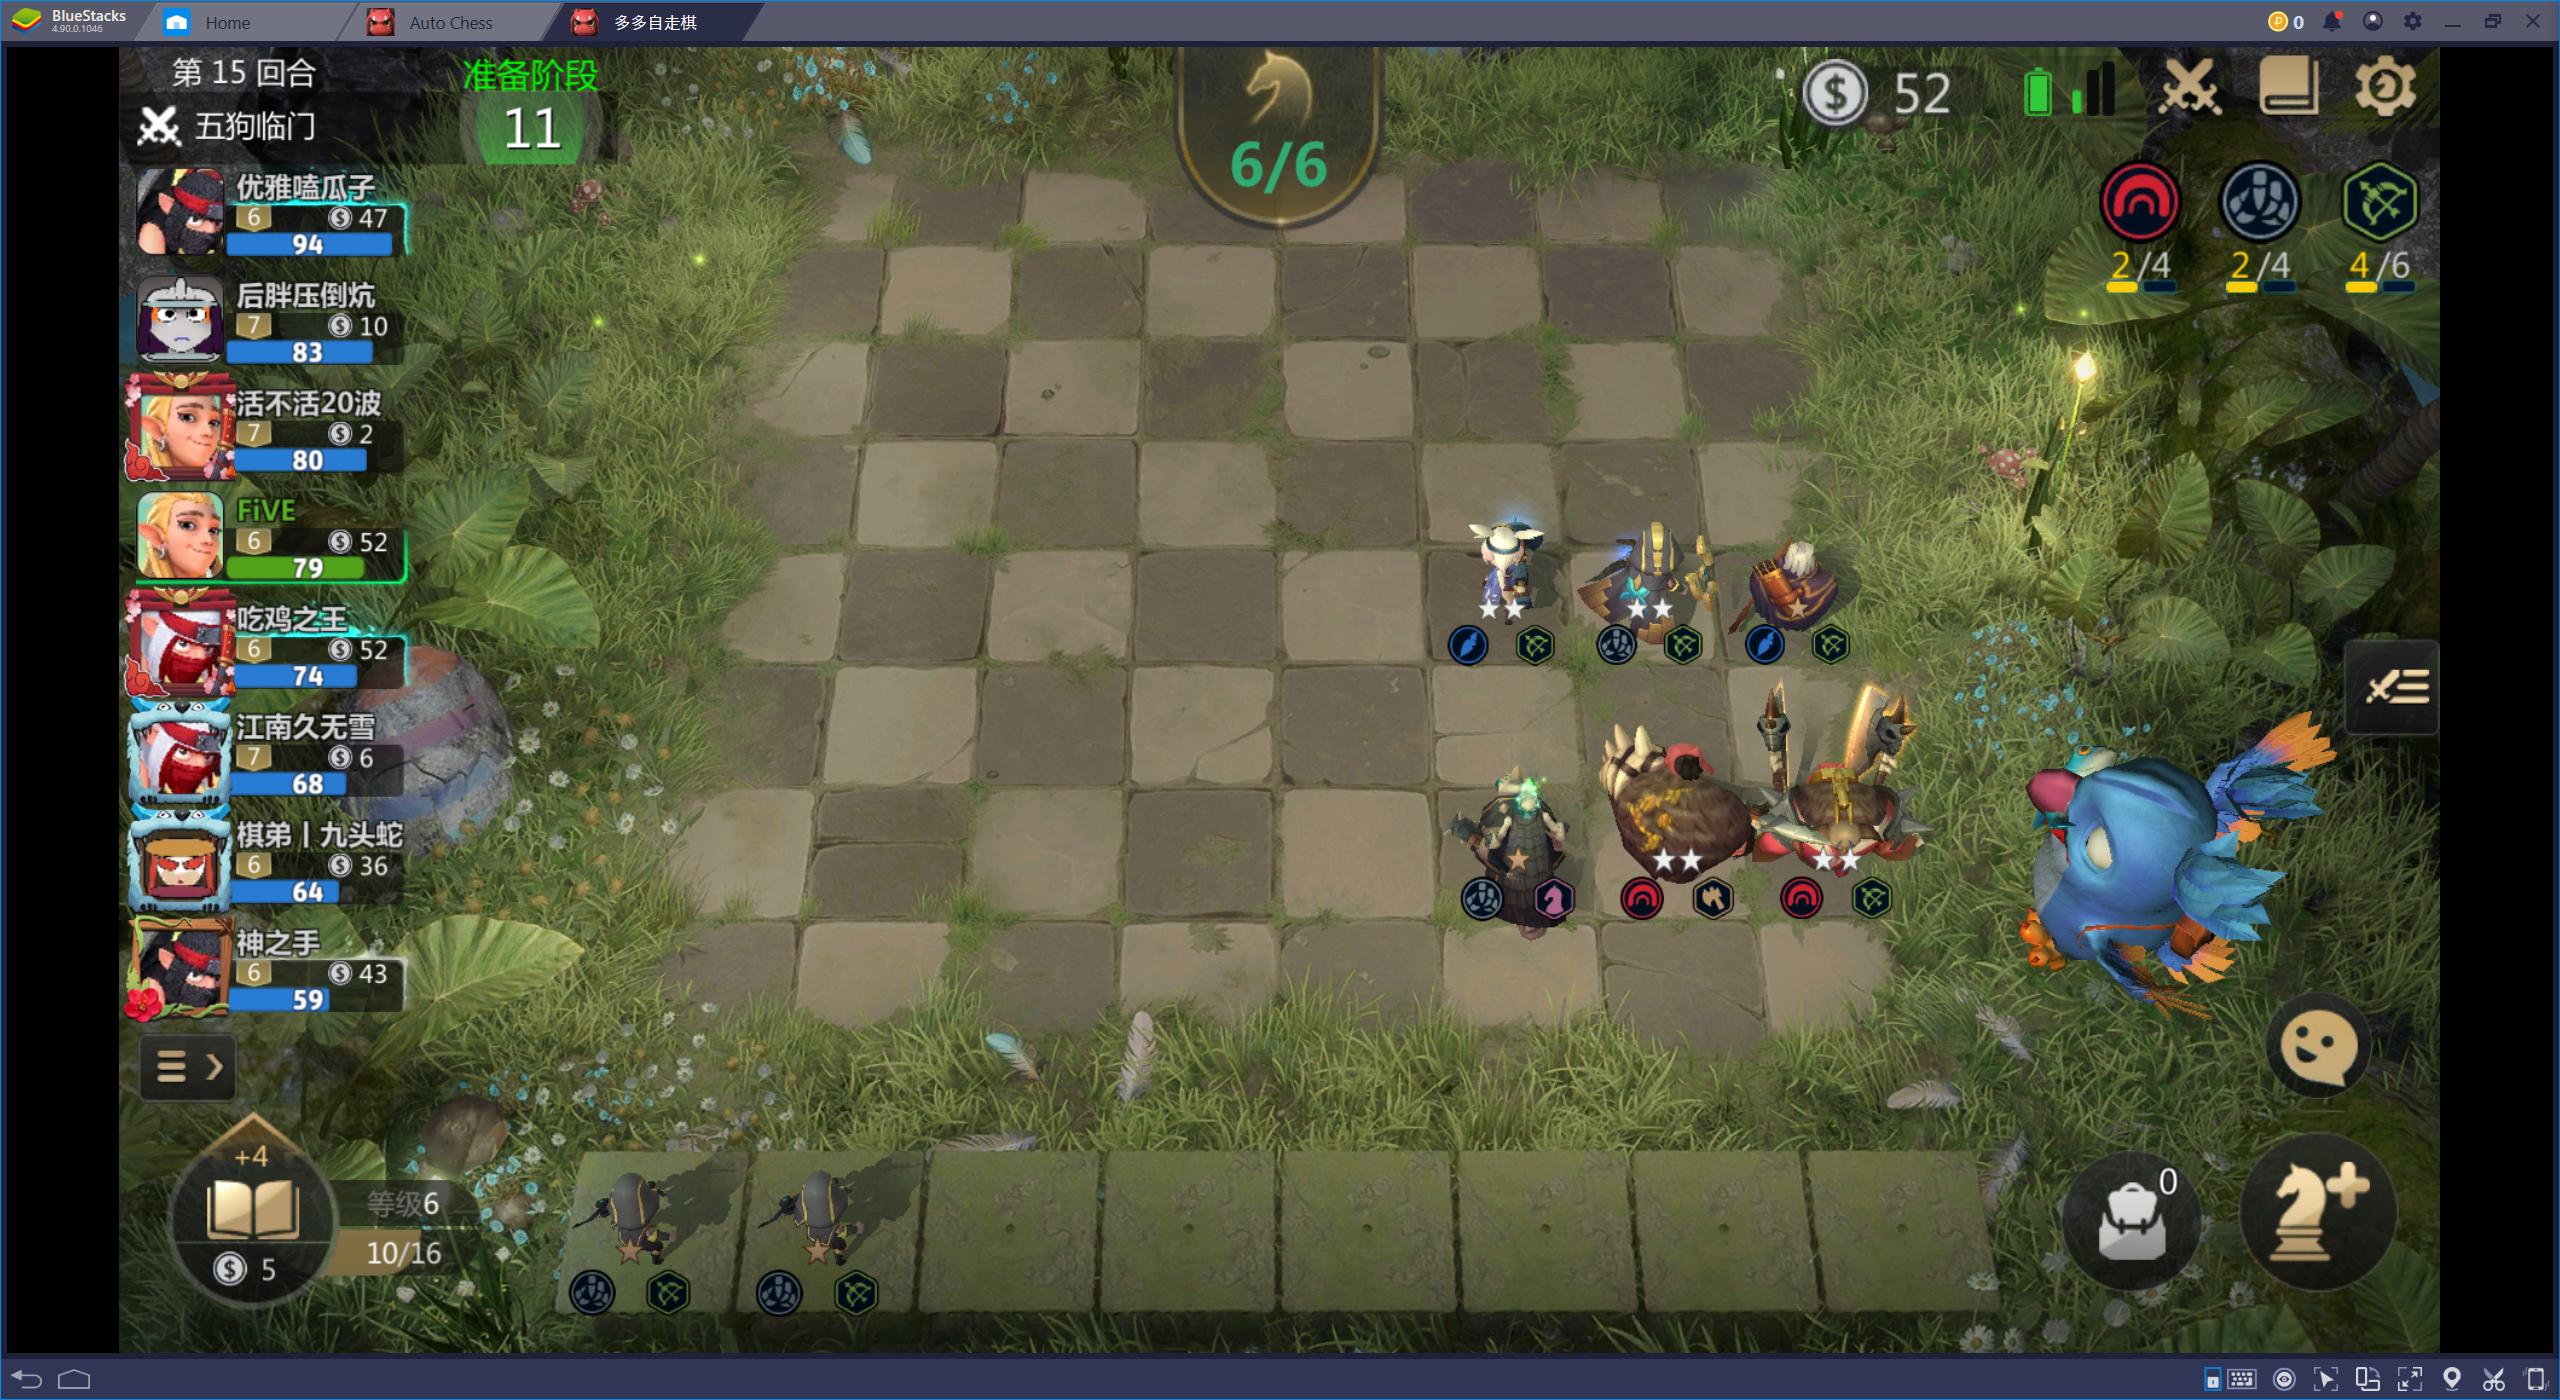 BlueStacks
4.90.0.1046
Home
Auto Chess
多多自走棋
0
第 15 回合
准备阶段
五狗临门
11
6/6
52
2/4
2/4
4/6
优雅嗑瓜子
6
47
94
后胖压倒炕
7
10
83
活不活20波
7
2
80
FiVE
6
52
79
吃鸡之王
6
52
74
江南久无雪
7
6
68
棋弟丨九头蛇
6
36
64
神之手
6
43
59
+4
等级6
10/16
5
0